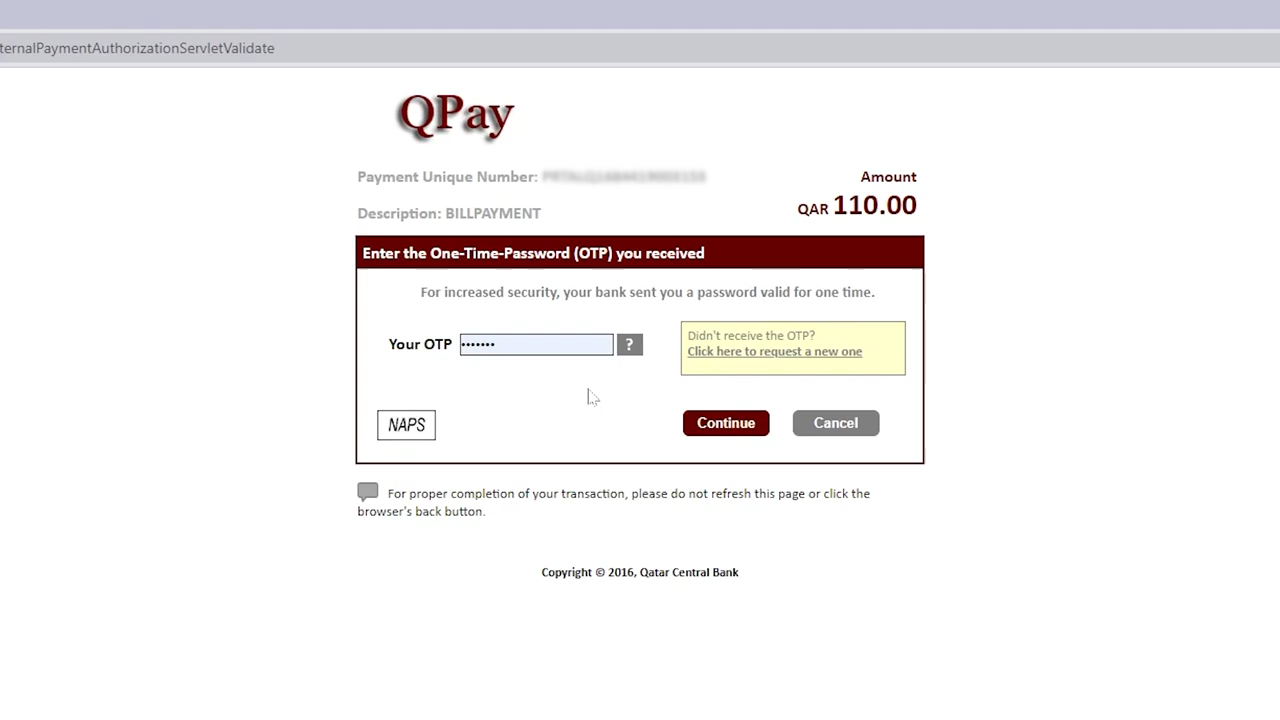 ternalPaymentAuthorizationServletValidate
QPay
Payment Unique Number:
Amount
QAR 110.00
Description: BILLPAYMENT
Enter the One-Time-Password (OTP) you received
For increased security, your bank sent you a password valid for one time.
Your OTP ••••••• ?
Didn't receive the OTP?
Click here to request a new one
NAPS
Continue
Cancel
For proper completion of your transaction, please do not refresh this page or click the
browser's back button.
Copyright © 2016, Qatar Central Bank